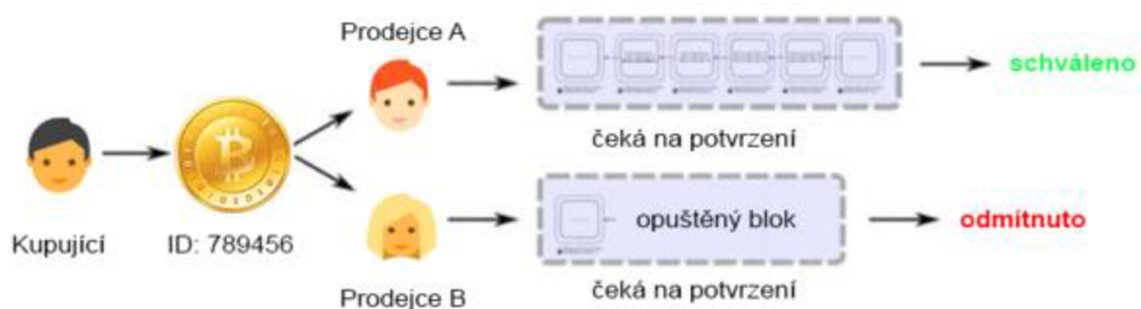 Prodejce A
schváleno
čeká na potvrzení
Kupující
ID: 789456
opuštěný blok
odmítnuto
Prodejce B
čeká na potvrzení